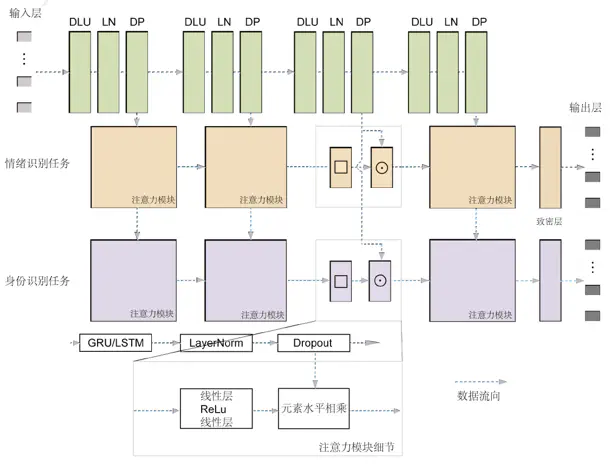 输入层
DLU LN DP DLU LN DP DLU LN DP DLU LN DP
输出层
情绪识别任务
注意力模块 注意力模块 注意力模块
致密层
身份识别任务
注意力模块 注意力模块 注意力模块
GRU/LSTM LayerNorm Dropout
线性层
ReLu
线性层
元素水平相乘
数据流向
注意力模块细节